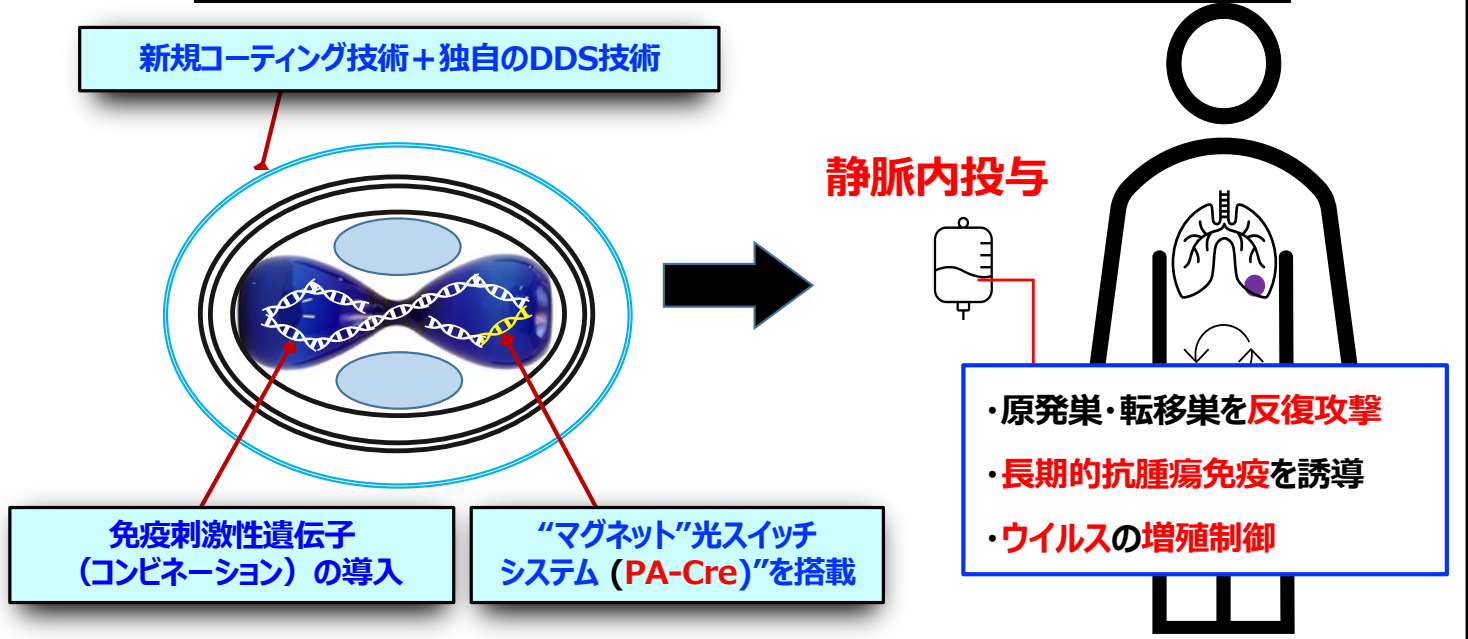 新規コーティング技術+独自のDDS技術
静脈内投与
・原発巣・転移巣を反復攻撃
・長期的抗腫瘍免疫を誘導
・ウイルスの増殖制御
免疫刺激性遺伝子
(コンビネーション)の導入
“マグネット”光スイッチ
システム (PA-Cre)”を搭載